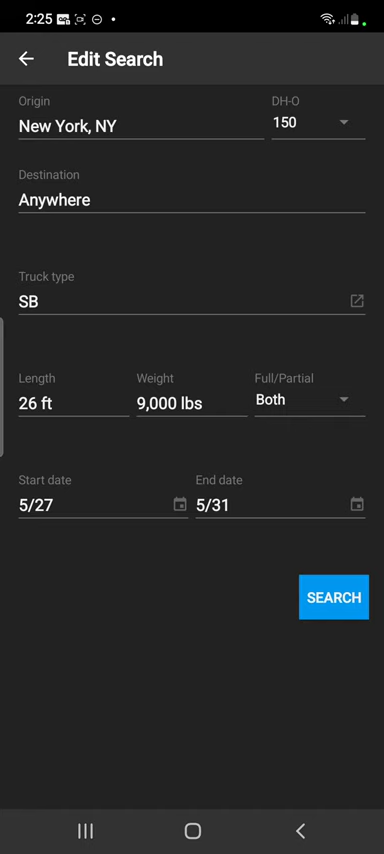 2:25
Edit Search
Origin
DH-O
New York, NY
150
Destination
Anywhere
Truck type
SB
Length
Weight
Full/Partial
26 ft
9,000 lbs
Both
Start date
End date
5/27
5/31
SEARCH